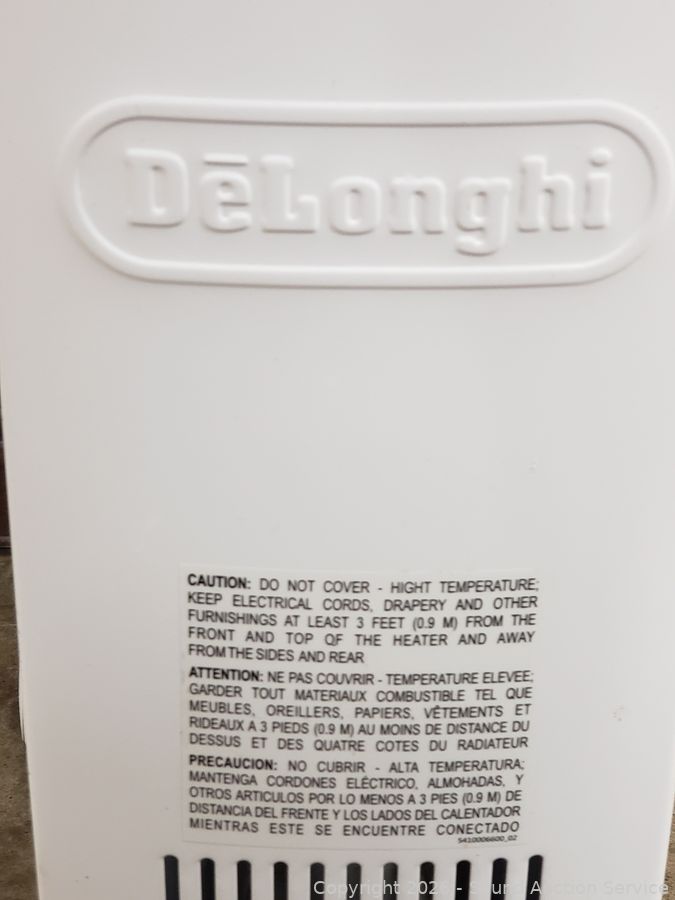 DēLonghi
CAUTION: DO NOT COVER - HIGHT TEMPERATURE;
KEEP ELECTRICAL CORDS, DRAPERY AND OTHER
FURNISHINGS AT LEAST 3 FEET (0.9 M) FROM THE
FRONT AND TOP OF THE HEATER AND AWAY
FROM THE SIDES AND REAR
ATTENTION: NE PAS COUVRIR - TEMPERATURE ELEVEE;
GARDER TOUT MATERIAUX COMBUSTIBLE TEL QUE
MEUBLES, OREILLERS, PAPIERS, VÊTEMENTS ET
RIDEAUX A 3 PIEDS (0.9 M) AU MOINS DE DISTANCE DU
DESSUS ET DES QUATRE COTES DU RADIATEUR
PRECAUCION: NO CUBRIR - ALTA TEMPERATURA;
MANTENGA CORDONES ELÉCTRICO, ALMOHADAS, Y
OTROS ARTICULOS POR LO MENOS A 3 PIES (0.9 M) DE
DISTANCIA DEL FRENTE Y LOS LADOS DEL CALENTADOR
MIENTRAS ESTE SE ENCUENTRE CONECTADO
5410006600_02
Copyright 2026 - Sound Auction Service